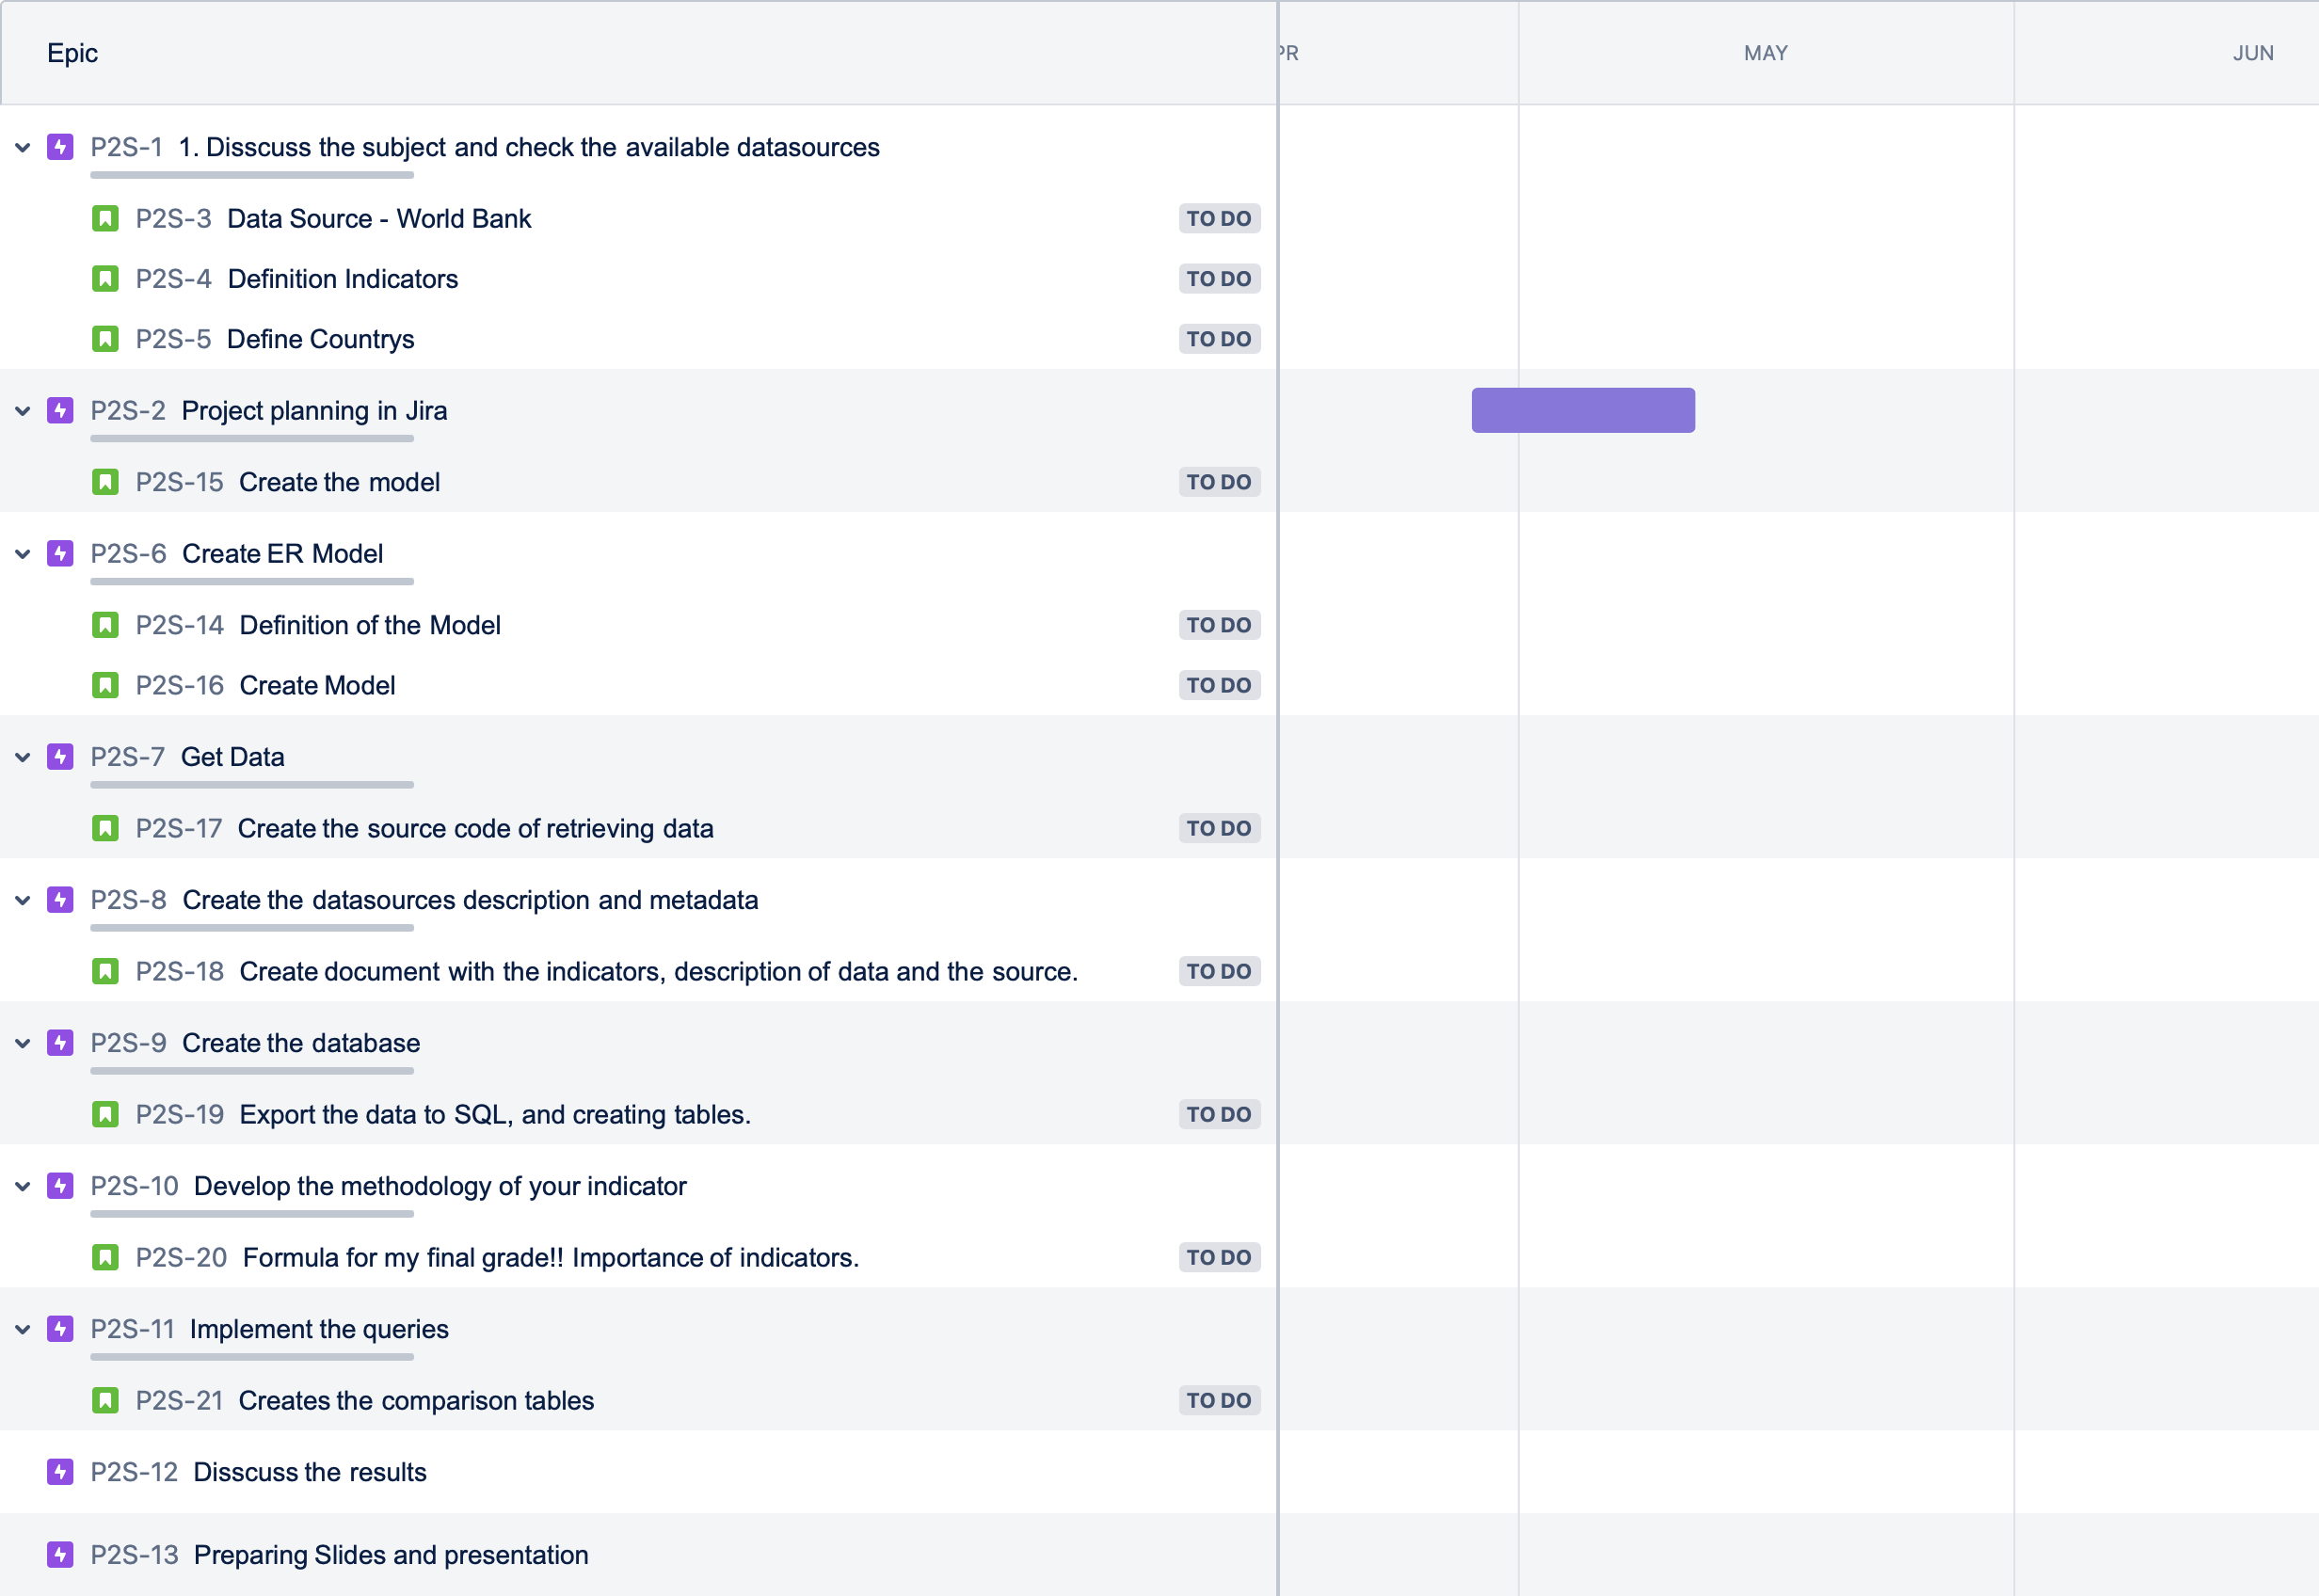 Epic
PR MAY JUN
P2S-1 1. Disscuss the subject and check the available datasources
P2S-3 Data Source - World Bank TO DO
P2S-4 Definition Indicators TO DO
P2S-5 Define Countrys TO DO
P2S-2 Project planning in Jira
P2S-15 Create the model TO DO
P2S-6 Create ER Model
P2S-14 Definition of the Model TO DO
P2S-16 Create Model TO DO
P2S-7 Get Data
P2S-17 Create the source code of retrieving data TO DO
P2S-8 Create the datasources description and metadata
P2S-18 Create document with the indicators, description of data and the source. TO DO
P2S-9 Create the database
P2S-19 Export the data to SQL, and creating tables. TO DO
P2S-10 Develop the methodology of your indicator
P2S-20 Formula for my final grade!! Importance of indicators. TO DO
P2S-11 Implement the queries
P2S-21 Creates the comparison tables TO DO
P2S-12 Disscuss the results
P2S-13 Preparing Slides and presentation